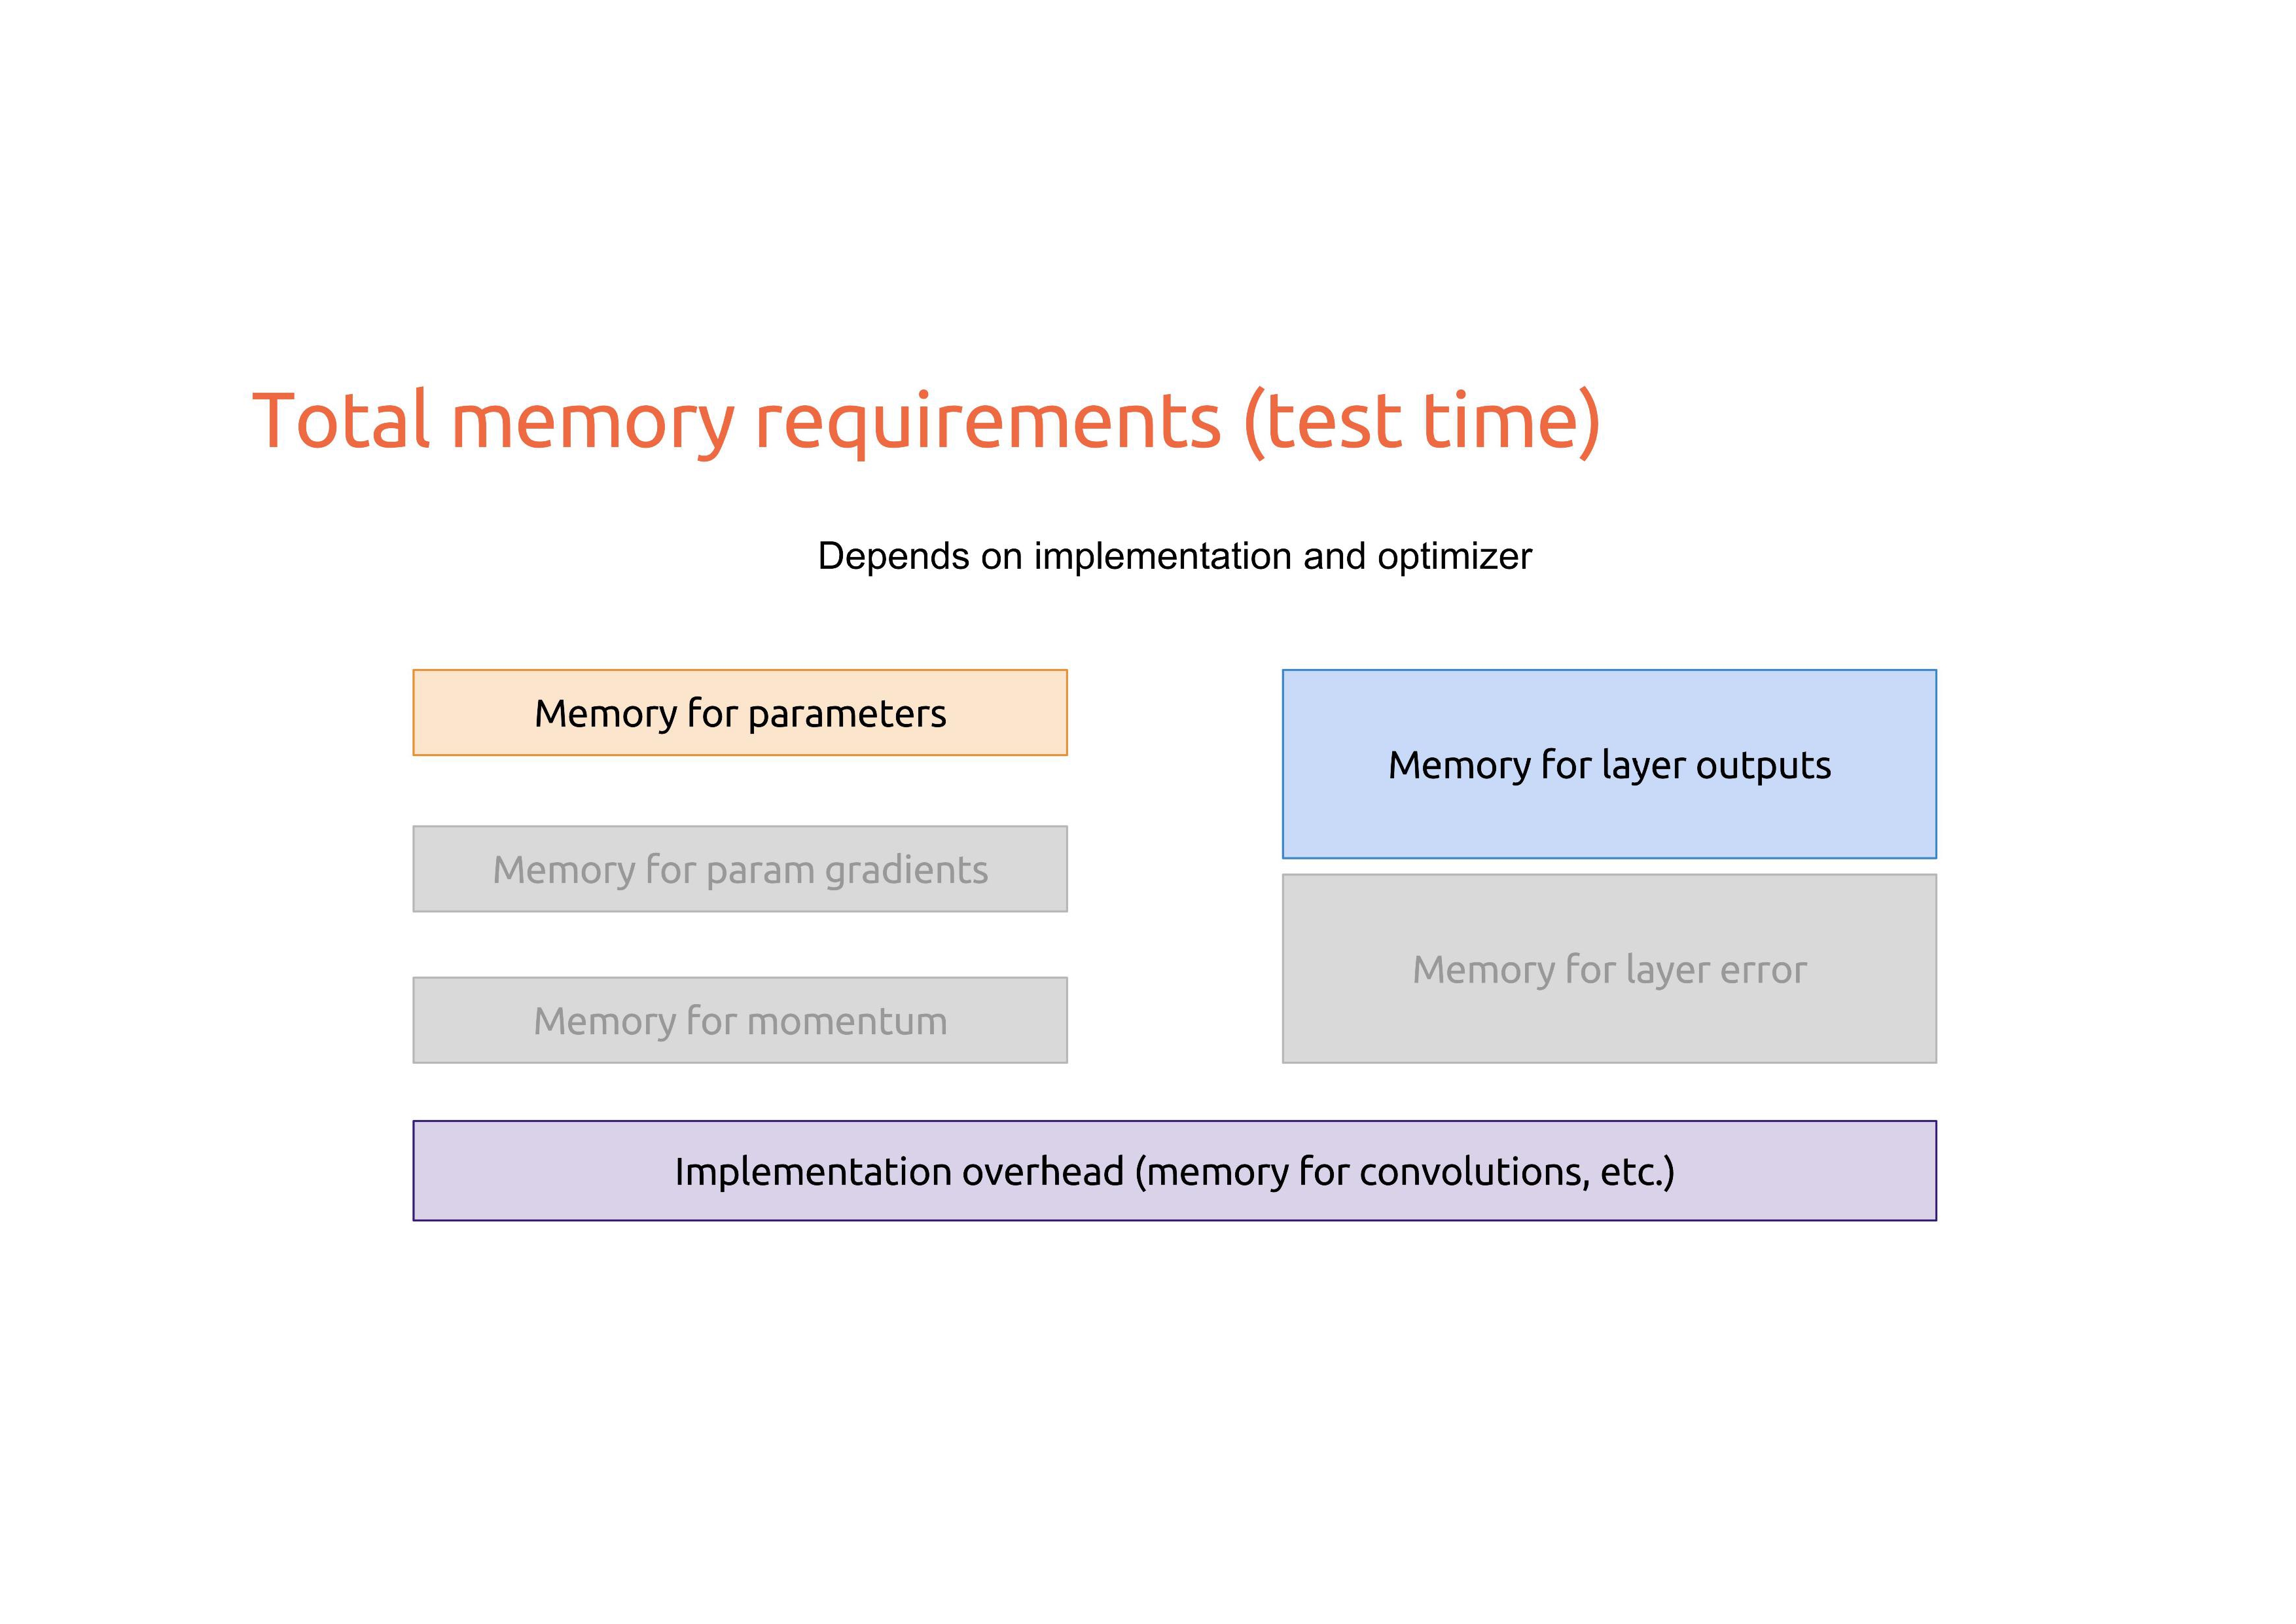 Total memory requirements (test time)
Depends on implementation and optimizer
Memory for parameters
Memory for param gradients
Memory for momentum
Memory for layer outputs
Memory for layer error
Implementation overhead (memory for convolutions, etc.)